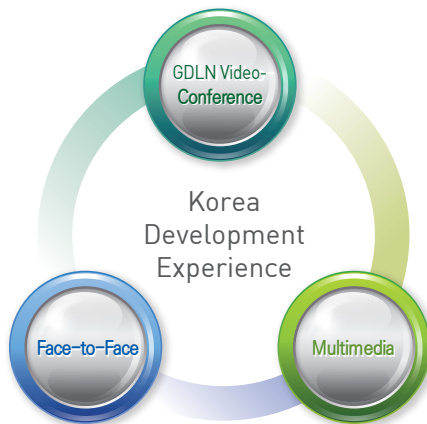 GDLN Video-
Conference
Korea
Development
Experience
Face-to-Face
Multimedia